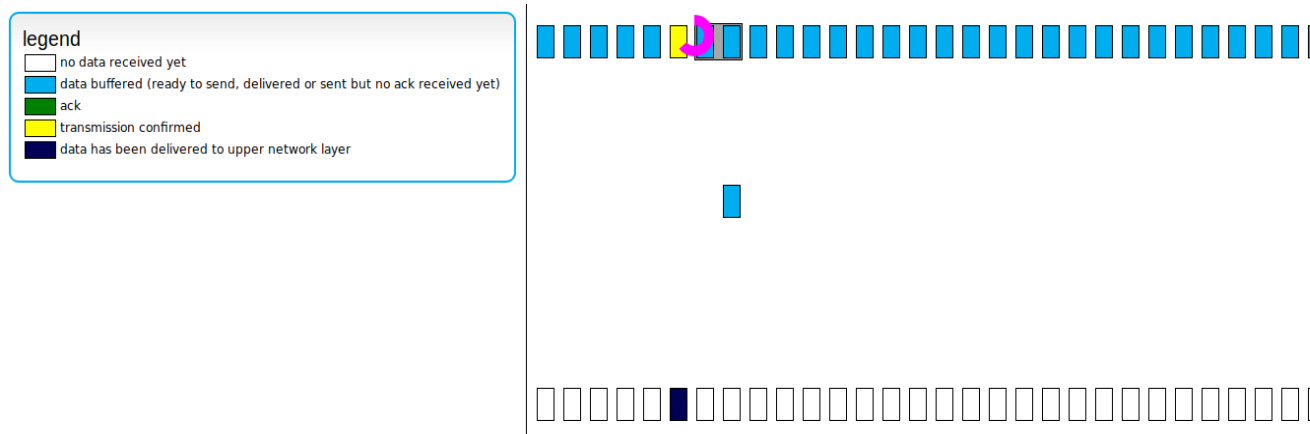 legend
no data received yet
data buffered (ready to send, delivered or sent but no ack received yet)
ack
transmission confirmed
data has been delivered to upper network layer